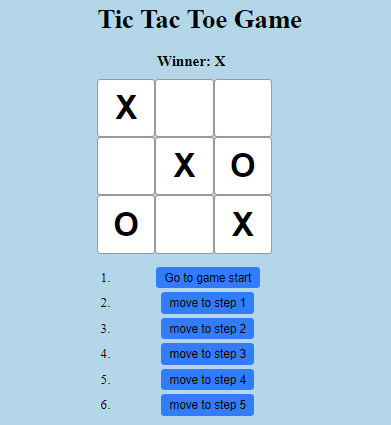 Tic Tac Toe Game
Winner: X
X
X O
O X
1. Go to game start
2. move to step 1
3. move to step 2
4. move to step 3
5. move to step 4
6. move to step 5